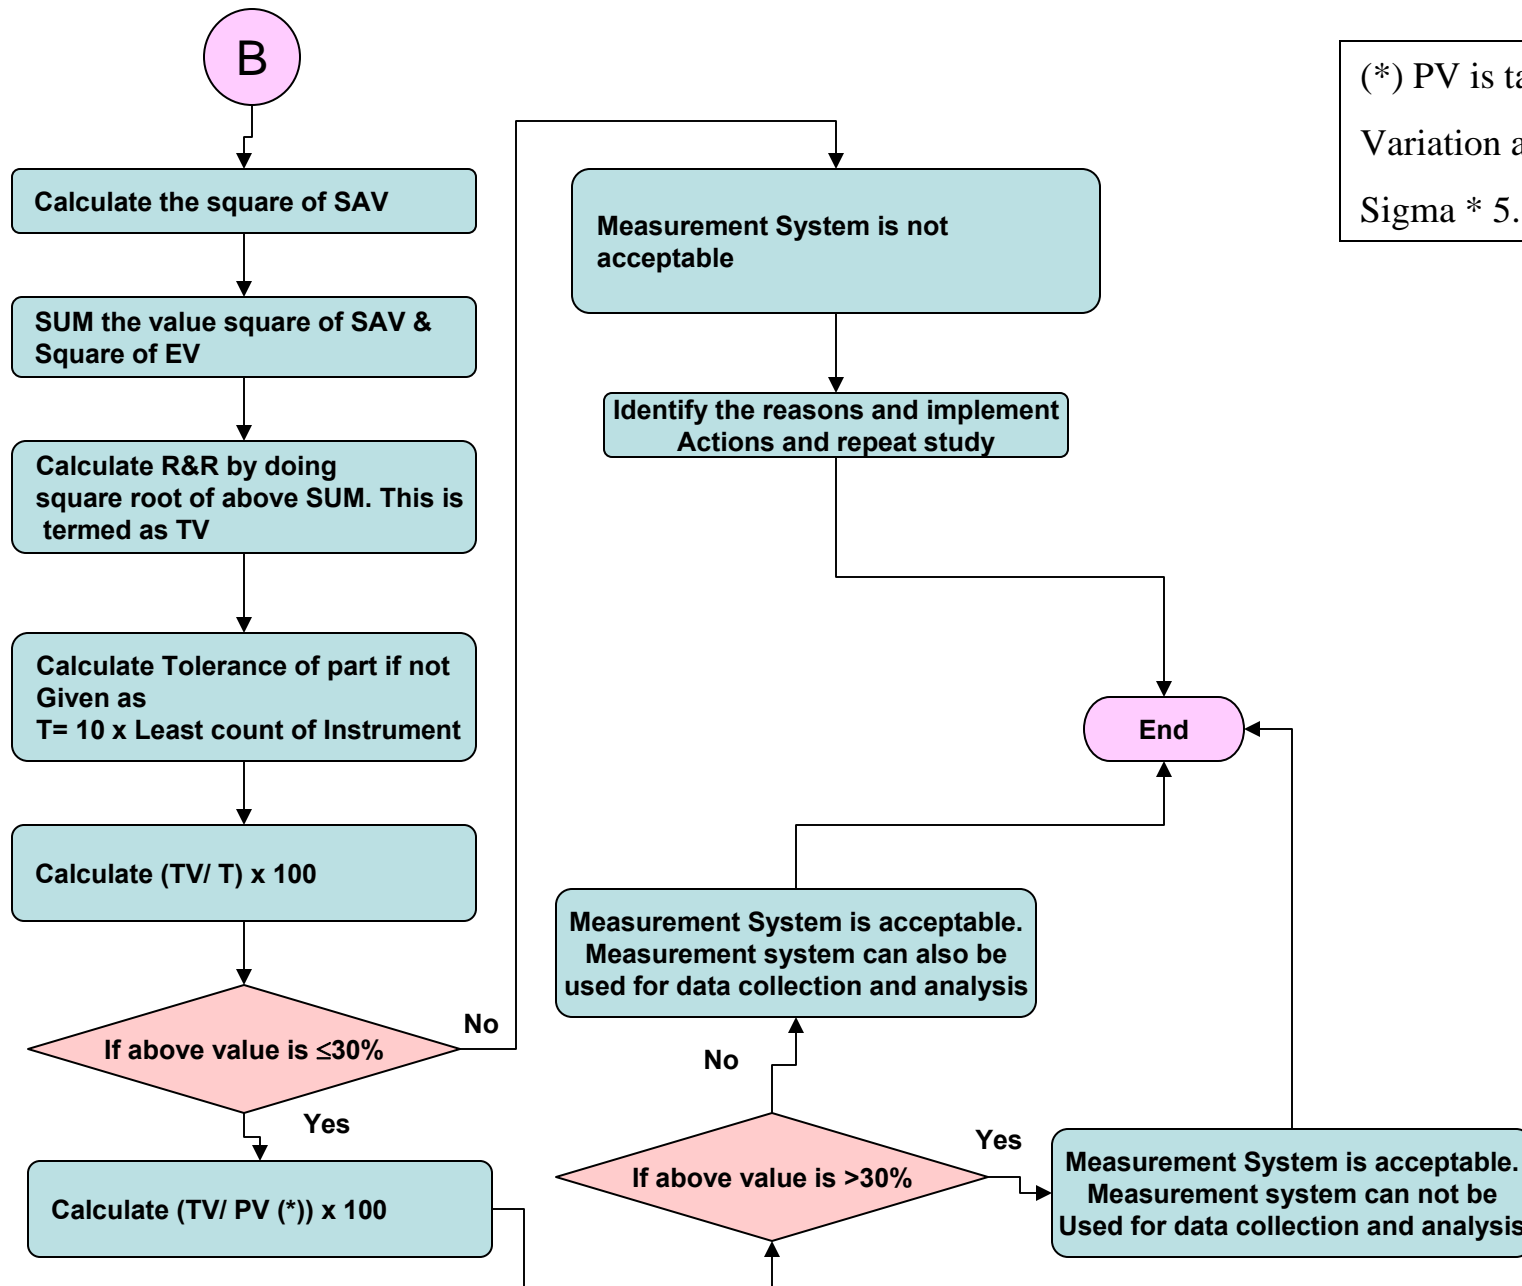 B
Calculate the square of SAV
SUM the value square of SAV &
Square of EV
Calculate R&R by doing
square root of above SUM. This is
termed as TV
Calculate Tolerance of part if not
Given as
T= 10 x Least count of Instrument
Calculate (TV/ T) x 100
If above value is ≤30%
No
Yes
Calculate (TV/ PV (*)) x 100
Measurement System is not
acceptable
Identify the reasons and implement
Actions and repeat study
End
Measurement System is acceptable.
Measurement system can also be
used for data collection and analysis
No
If above value is >30%
Yes
Measurement System is acceptable.
Measurement system can not be
Used for data collection and analysis
(*) PV is
Variation
Sigma * 5.